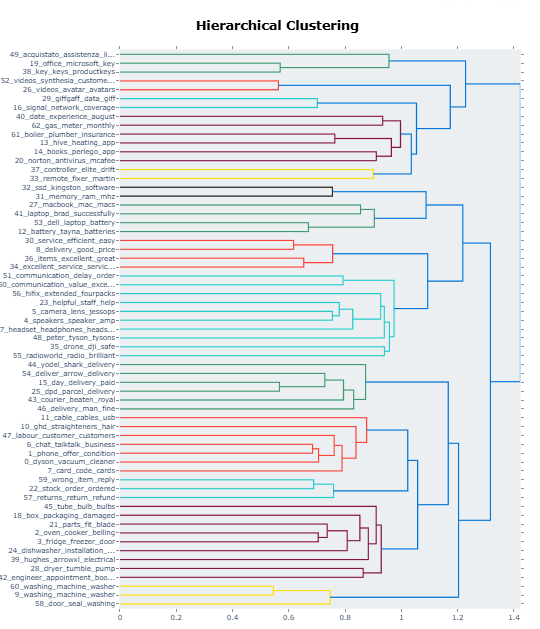 Hierarchical Clustering
49_acquistato_assistenza_li...
19_office_microsoft_key
38_key_keys_productkeys
52_videos_synthesia_custome...
26_videos_avatar_avatars
29_giffgaff_data_giff
16_signal_network_coverage
40_date_experience_august
62_gas_meter_monthly
61_boiler_plumber_insurance
13_hive_heating_app
14_books_perlego_app
20_norton_antivirus_mcafee
37_controller_elite_drift
33_remote_fixer_martin
32_ssd_kingston_software
31_memory_ram_mhz
27_macbook_mac_macs
41_laptop_brad_successfully
53_dell_laptop_battery
12_battery_tayna_batteries
30_service_efficient_easy
8_delivery_good_price
36_items_excellent_great
34_excellent_service_servic...
51_communication_delay_order
50_communication_value_exce...
56_hifix_extended_fourpacks
23_helpful_staff_help
5_camera_lens_jessops
4_speakers_speaker_amp
7_headset_headphones_heads...
48_peter_tyson_tysons
35_drone_dji_safe
55_radioworld_radio_brilliant
44_yodel_shark_delivery
54_deliver_arrow_delivery
15_day_delivery_paid
25_dpd_parcel_delivery
43_courier_beaten_royal
46_delivery_man_fine
11_cable_cables_usb
10_ghd_straighteners_hair
47_labour_customer_customers
6_chat_talktalk_business
1_phone_offer_condition
0_dyson_vacuum_cleaner
7_card_code_cards
59_wrong_item_reply
22_stock_order_ordered
57_returns_return_refund
45_tube_bulb_bulbs
18_box_packaging_damaged
21_parts_fit_blade
2_oven_cooker_belling
3_fridge_freezer_door
24_dishwasher_installation_...
39_hughes_arrowxl_electrical
28_dryer_tumble_pump
42_engineer_appointment_boo...
60_washing_machine_washer
9_washing_machine_washer
58_door_seal_washing
0 0.2 0.4 0.6 0.8 1 1.2 1.4